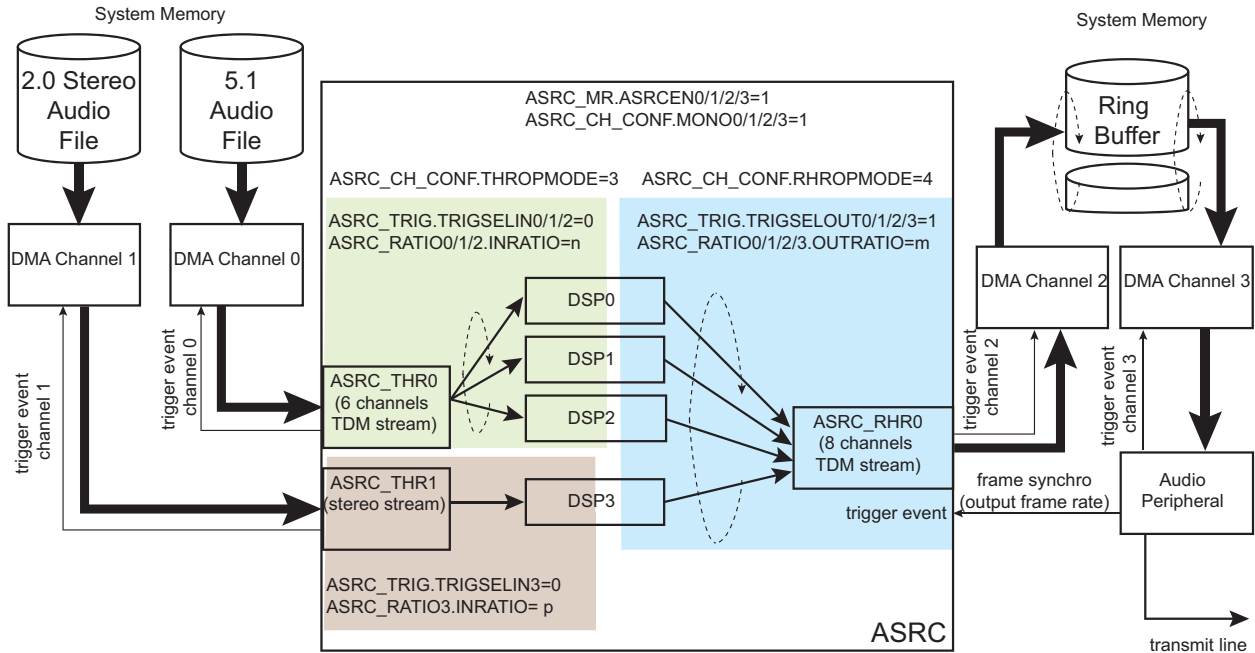 System Memory
2.0 Stereo
Audio
File
5.1
Audio
File
DMA Channel 1
DMA Channel 0
trigger event
channel 1
trigger event
channel 0
ASRC_MR.ASRCEN0/1/2/3=1
ASRC_CH_CONF.MONO0/1/2/3=1
ASRC_CH_CONF.THROPMODE=3
ASRC_CH_CONF.RHROPMODE=4
ASRC_TRIG.TRIGSELIN0/1/2=0
ASRC_RATIO0/1/2.INRATIO=n
ASRC_TRIG.TRIGSELOUT0/1/2/3=1
ASRC_RATIO0/1/2/3.OUTRATIO=m
DSP0
DSP1
DSP2
DSP3
ASRC_THR0
(6 channels
TDM stream)
ASRC_THR1
(stereo stream)
ASRC_RHR0
(8 channels
TDM stream)
trigger event
ASRC_TRIG.TRIGSELIN3=0
ASRC_RATIO3.INRATIO= p
ASRC
System Memory
Ring
Buffer
DMA Channel 2
DMA Channel 3
trigger event
channel 2
trigger event
channel 3
frame synchro
(output frame rate)
Audio
Peripheral
transmit line